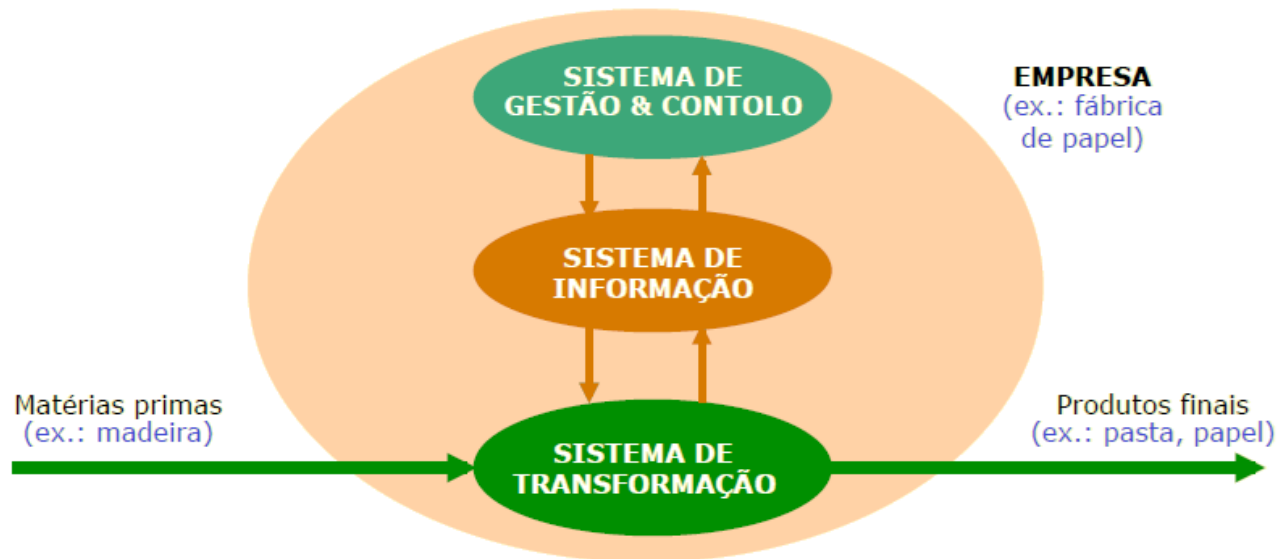 SISTEMA DE
GESTÃO & CONTOLO
EMPRESA
(ex.: fábrica
de papel)
SISTEMA DE
INFORMAÇÃO
Matérias primas
(ex.: madeira)
SISTEMA DE
TRANSFORMAÇÃO
Produtos finais
(ex.: pasta, papel)